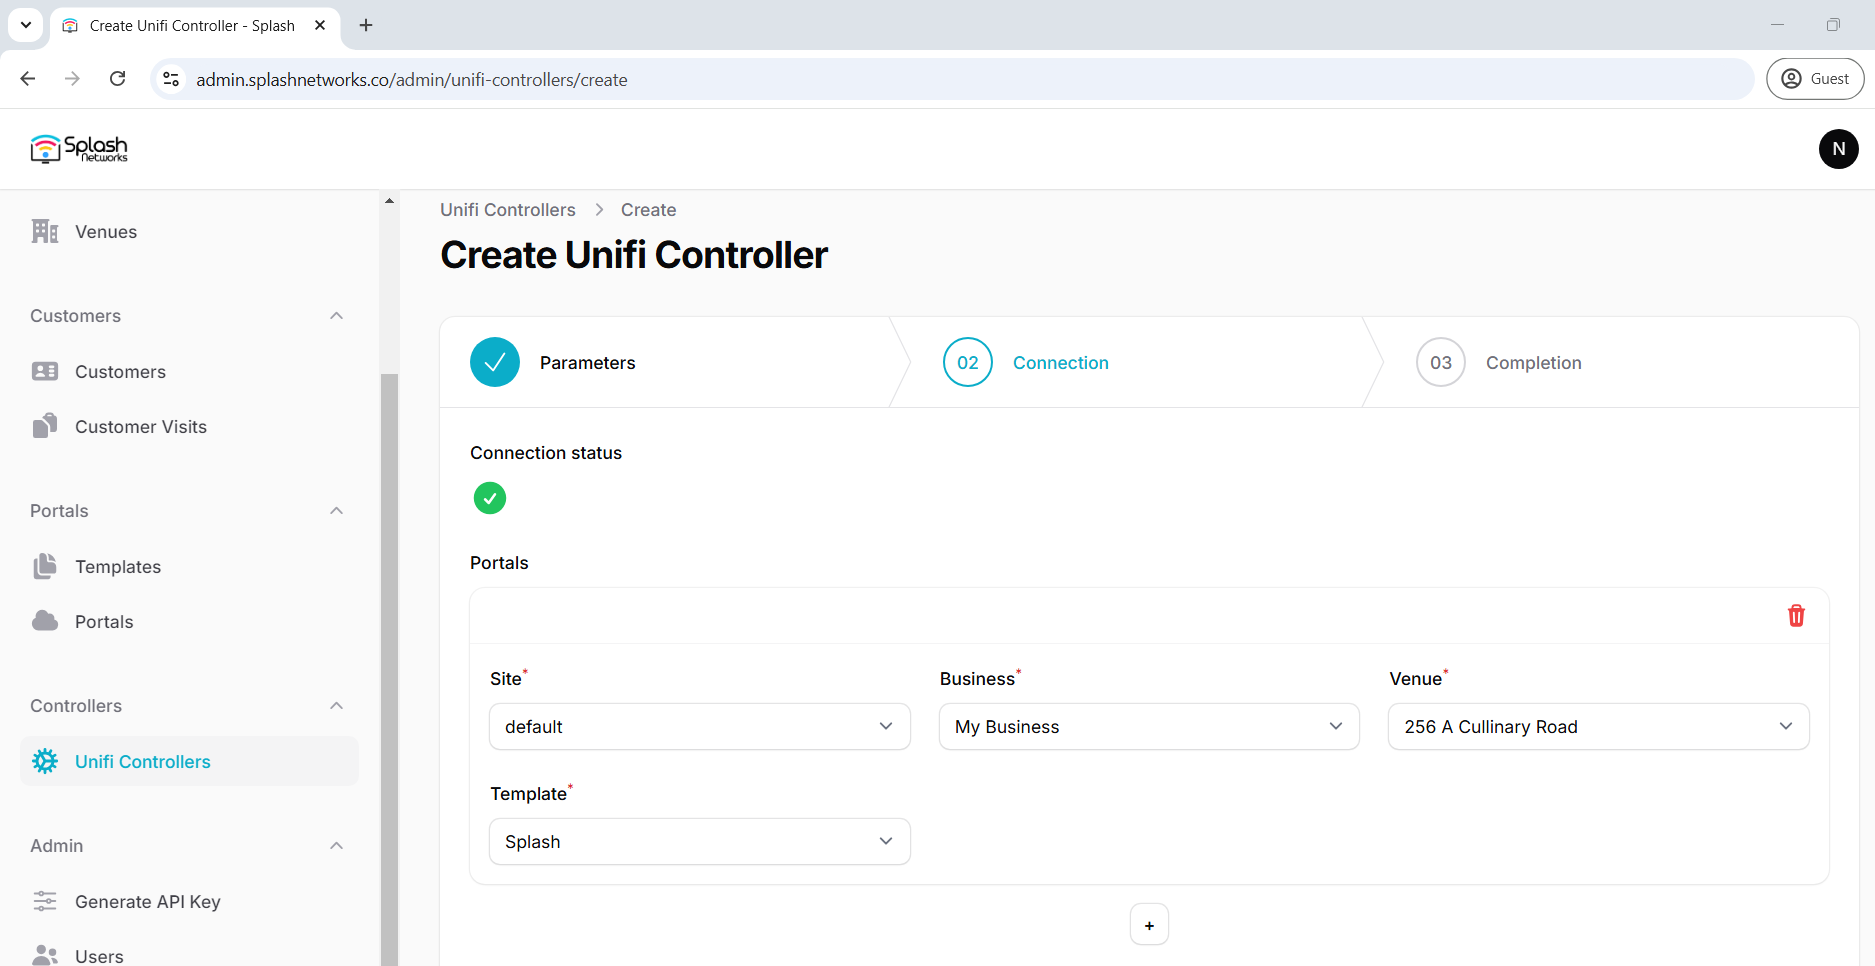 Create Unifi Controller - Splash
admin.splashnetworks.co/admin/unifi-controllers/create
Guest
Splash
Networks
N
Venues
Customers
Customers
Customer Visits
Portals
Templates
Portals
Controllers
Unifi Controllers
Admin
Generate API Key
Users
Unifi Controllers > Create
Create Unifi Controller
Parameters
02 Connection
03 Completion
Connection status
Portals
Site* Business* Venue*
default My Business 256 A Cullinary Road
Template*
Splash
+